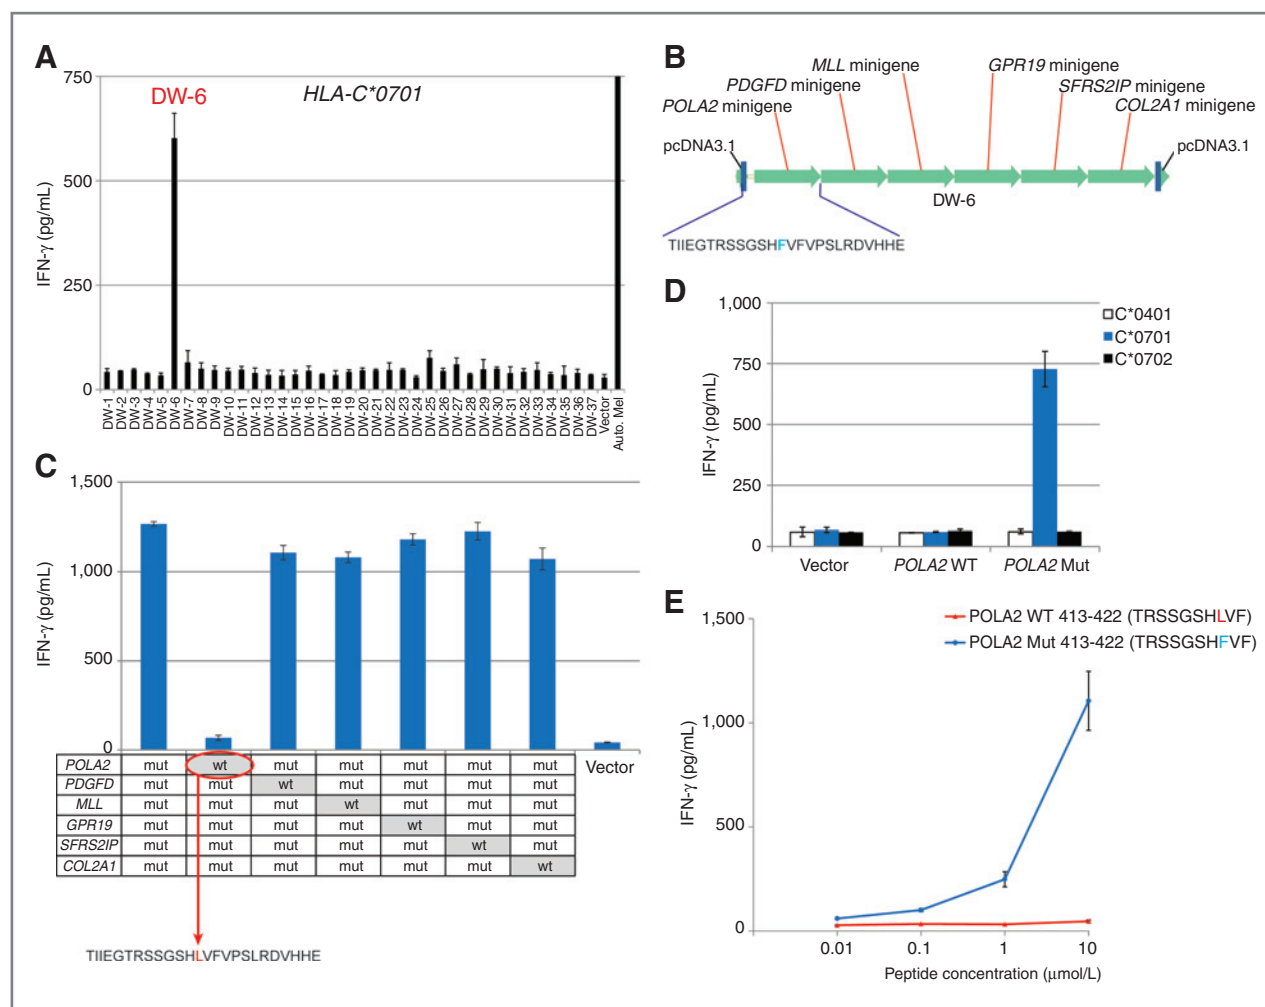 A
750
500
250
0
IFN-γ (pg/mL)
DW-6
HLA-C*0701
DW-1
DW-2
DW-3
DW-4
DW-5
DW-6
DW-7
DW-8
DW-9
DW-10
DW-11
DW-12
DW-13
DW-14
DW-15
DW-16
DW-17
DW-18
DW-19
DW-20
DW-21
DW-22
DW-23
DW-24
DW-25
DW-26
DW-27
DW-28
DW-29
DW-30
DW-31
DW-32
DW-33
DW-34
DW-35
DW-36
DW-37
Vector
Auto. Mel
B
MLL minigene
GPR19 minigene
PDGFD minigene
SFRS2IP minigene
POLA2 minigene
COL2A1 minigene
pcDNA3.1
pcDNA3.1
DW-6
TIIEGTRSSGSHFVFVPSLRDVHHE
C
1,500
1,000
500
0
IFN-γ (pg/mL)
POLA2 mut wt mut mut mut mut mut Vector
PDGFD mut mut wt mut mut mut mut
MLL mut mut mut wt mut mut mut
GPR19 mut mut mut mut wt mut mut
SFRS2IP mut mut mut mut mut wt mut
COL2A1 mut mut mut mut mut mut wt
TIIEGTRSSGSHLVFVPSLRDVHHE
D
1,000
750
500
250
0
IFN-γ (pg/mL)
C*0401
C*0701
C*0702
Vector POLA2 WT POLA2 Mut
E
1,500
1,000
500
0
IFN-γ (pg/mL)
POLA2 WT 413-422 (TRSSGSHLVF)
POLA2 Mut 413-422 (TRSSGSHFVF)
0.01 0.1 1 10
Peptide concentration (μmol/L)